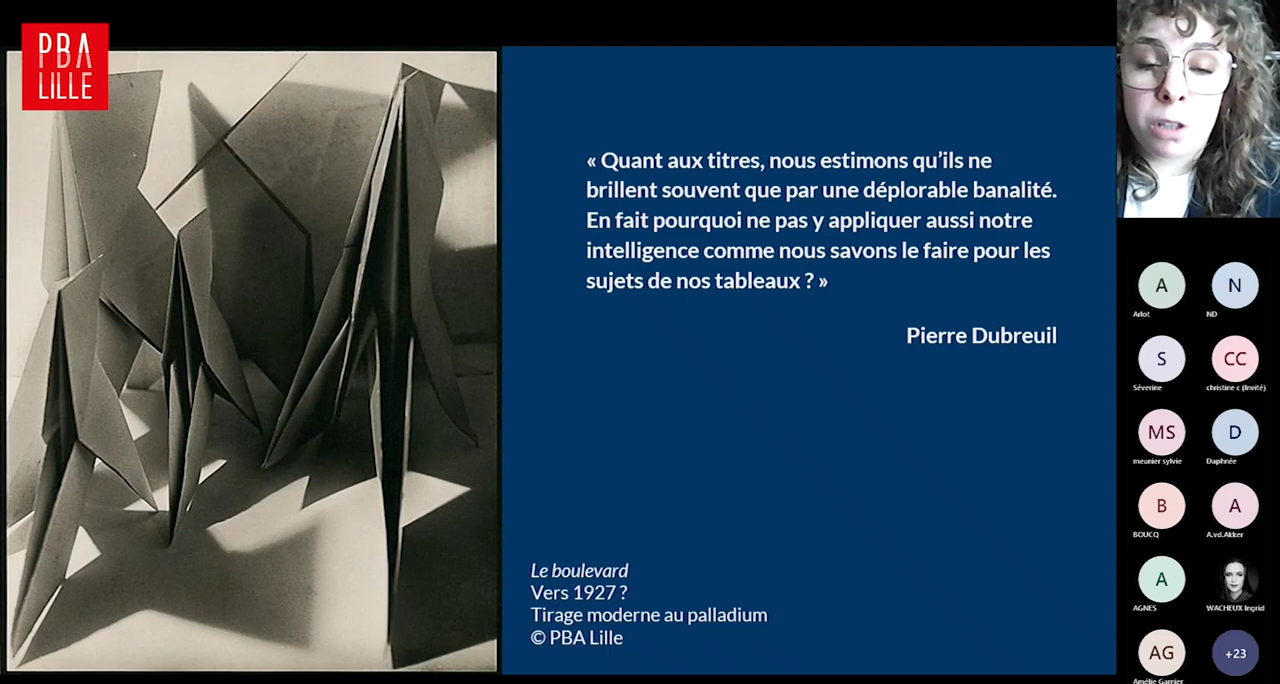 PBA
LILLE
« Quant aux titres, nous estimons qu’ils ne
brillent souvent que par une déplorable banalité.
En fait pourquoi ne pas y appliquer aussi notre
intelligence comme nous savons le faire pour les
sujets de nos tableaux ? »
Pierre Dubreuil
Le boulevard
Vers 1927 ?
Tirage moderne au palladium
© PBA Lille
A
N
Arlot
ND
S
CC
Séverine
christine c (Invité)
MS
D
meunier sylvie
Daphnée
B
A
BOUCQ
A.vd.Akker
A
AGNES
WACHEUX Ingrid
AG
+23
Amélie Garnier